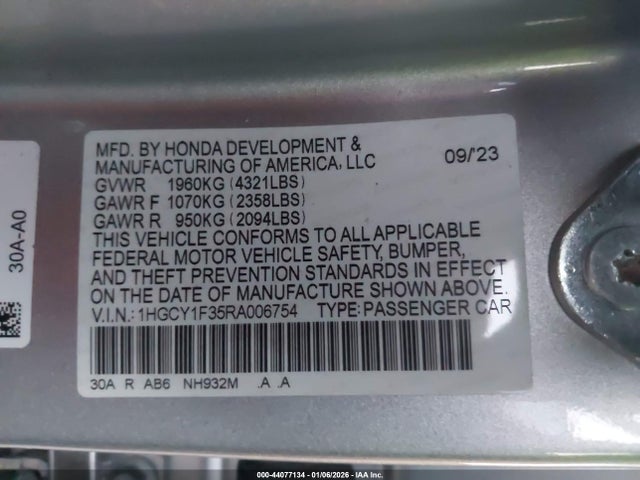 MFD. BY HONDA DEVELOPMENT &
MANUFACTURING OF AMERICA, LLC 09/23
GVWR 1960KG (4321LBS)
GAWR F 1070KG (2358LBS)
GAWR R 950KG (2094LBS)
THIS VEHICLE CONFORMS TO ALL APPLICABLE
FEDERAL MOTOR VEHICLE SAFETY, BUMPER,
AND THEFT PREVENTION STANDARDS IN EFFECT
ON THE DATE OF MANUFACTURE SHOWN ABOVE.
V.I.N.: 1HGCY1F35RA006754 TYPE: PASSENGER CAR
30A R AB6 NH932M .A .A
30A-A0
000-44077134 - 01/06/2026 - © IAA Inc.